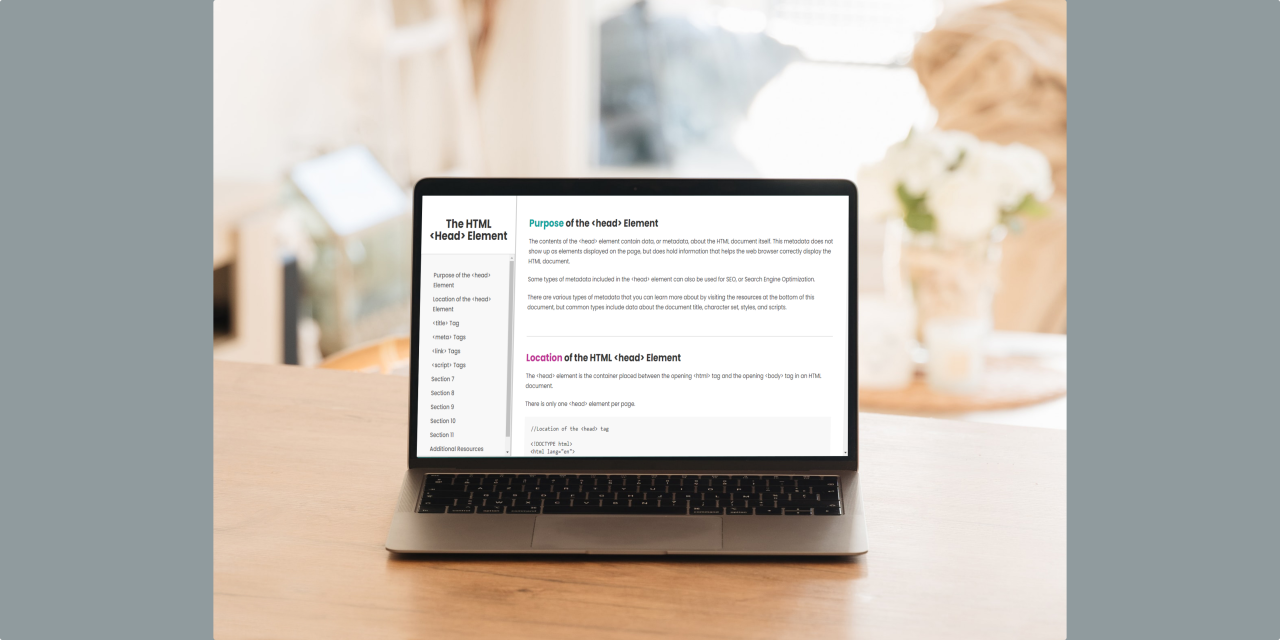 The HTML
<Head> Element
Purpose of the <head>
Element
Location of the <head>
Element
<title> Tag
<meta> Tags
<link> Tags
<script> Tags
Section 7
Section 8
Section 9
Section 10
Section 11
Additional Resources
Purpose of the <head> Element
The contents of the <head> element contain data, or metadata, about the HTML document itself. This metadata does not
show up as elements displayed on the page, but does hold information that helps the web browser correctly display the
HTML document.
Some types of metadata included in the <head> element can also be used for SEO, or Search Engine Optimization.
There are various types of metadata that you can learn more about by visiting the resources at the bottom of this
document, but common types include data about the document title, character set, styles, and scripts.
Location of the HTML <head> Element
The <head> element is the container placed between the opening <html> tag and the opening <body> tag in an HTML
document.
There is only one <head> element per page.
//Location of the <head> tag
<!DOCTYPE html>
<html lang="en">